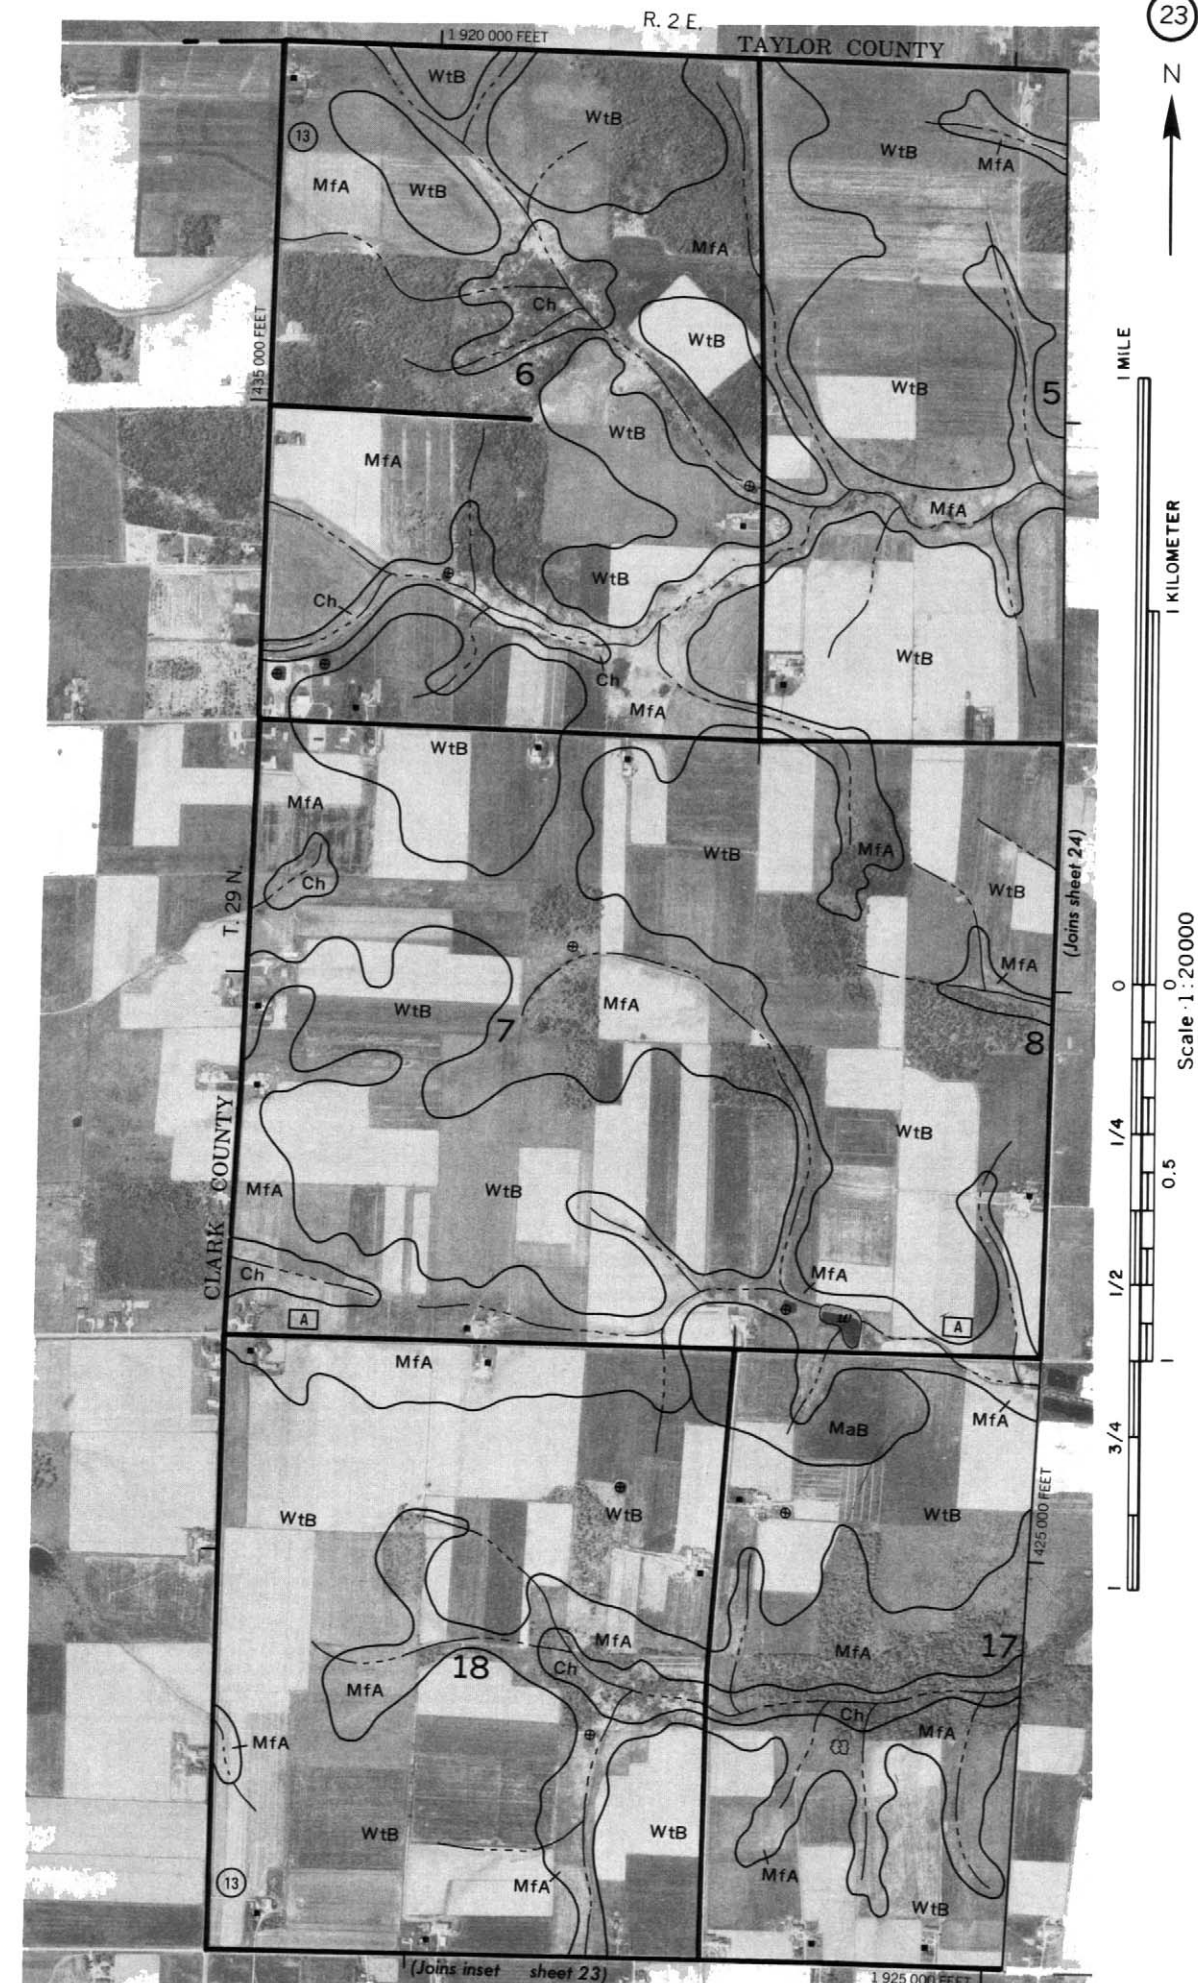 23
R. 2 E.
1 920 000 FEET
TAYLOR COUNTY
N
WtB
WtB
13
WtB
MfA
MfA
WtB
MfA
Ch
435 000 FEET
WtB
1 MILE
6
WtB
5
WtB
MfA
MfA
1 KILOMETER
WtB
Ch
WtB
Ch
MfA
WtB
MfA
WtB
MfA
(Joins sheet 24)
Ch
T. 29 N.
WtB
MfA
0
0
Scale 1:20000
WtB
MfA
7
8
CLARK COUNTY
WtB
1/4
0.5
MfA
WtB
Ch
MfA
1/2
A
A
1
MfA
MaB
MfA
3/4
WtB
WtB
WtB
425 000 FEET
1
MfA
MfA
17
18
Ch
MfA
Ch
MfA
MfA
WtB
WtB
MfA
13
MfA
WtB
(Joins inset sheet 23)
1 925 000 FEET